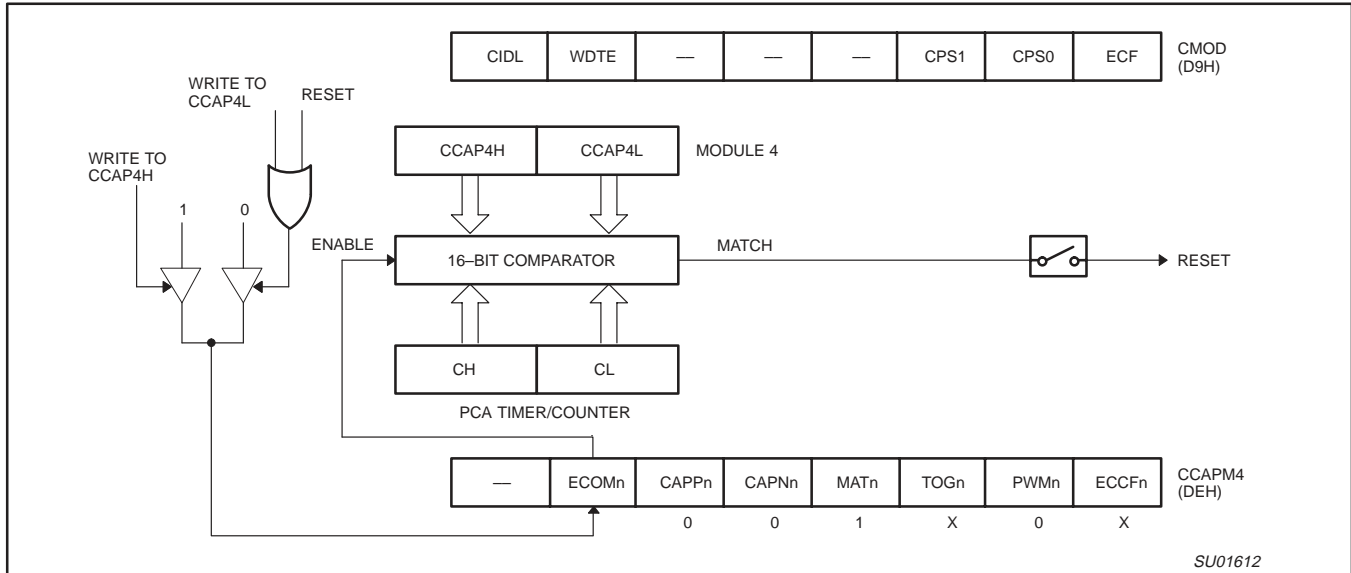 CIDL WDTE –– –– –– CPS1 CPS0 ECF CMOD
(D9H)
WRITE TO
CCAP4L
RESET
CCAP4H CCAP4L MODULE 4
WRITE TO
CCAP4H
1 0
ENABLE
16–BIT COMPARATOR
MATCH
RESET
CH CL
PCA TIMER/COUNTER
–– ECOMn CAPPn CAPNn MATn TOGn PWMn ECCFn CCAPM4
(DEH)
0 0 1 X 0 X
SU01612